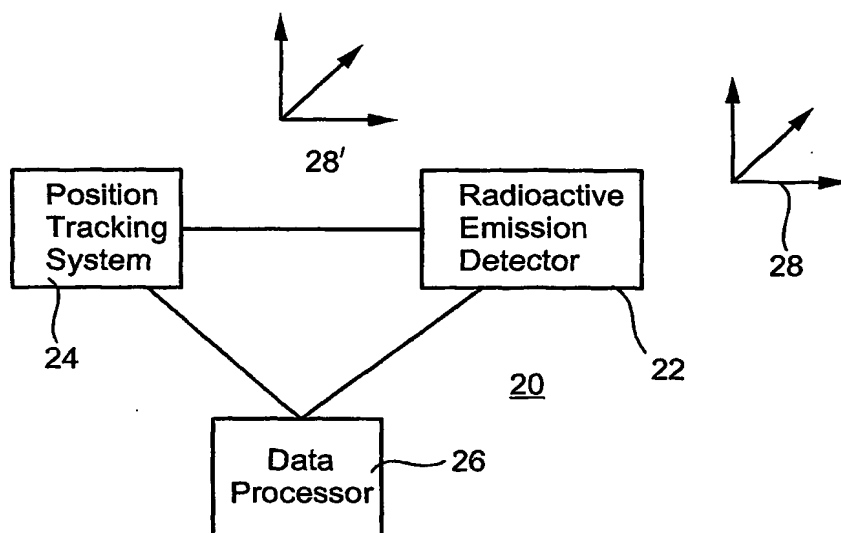 28'
Position
Tracking
System
Radioactive
Emission
Detector
28
24
22
20
Data
Processor
26